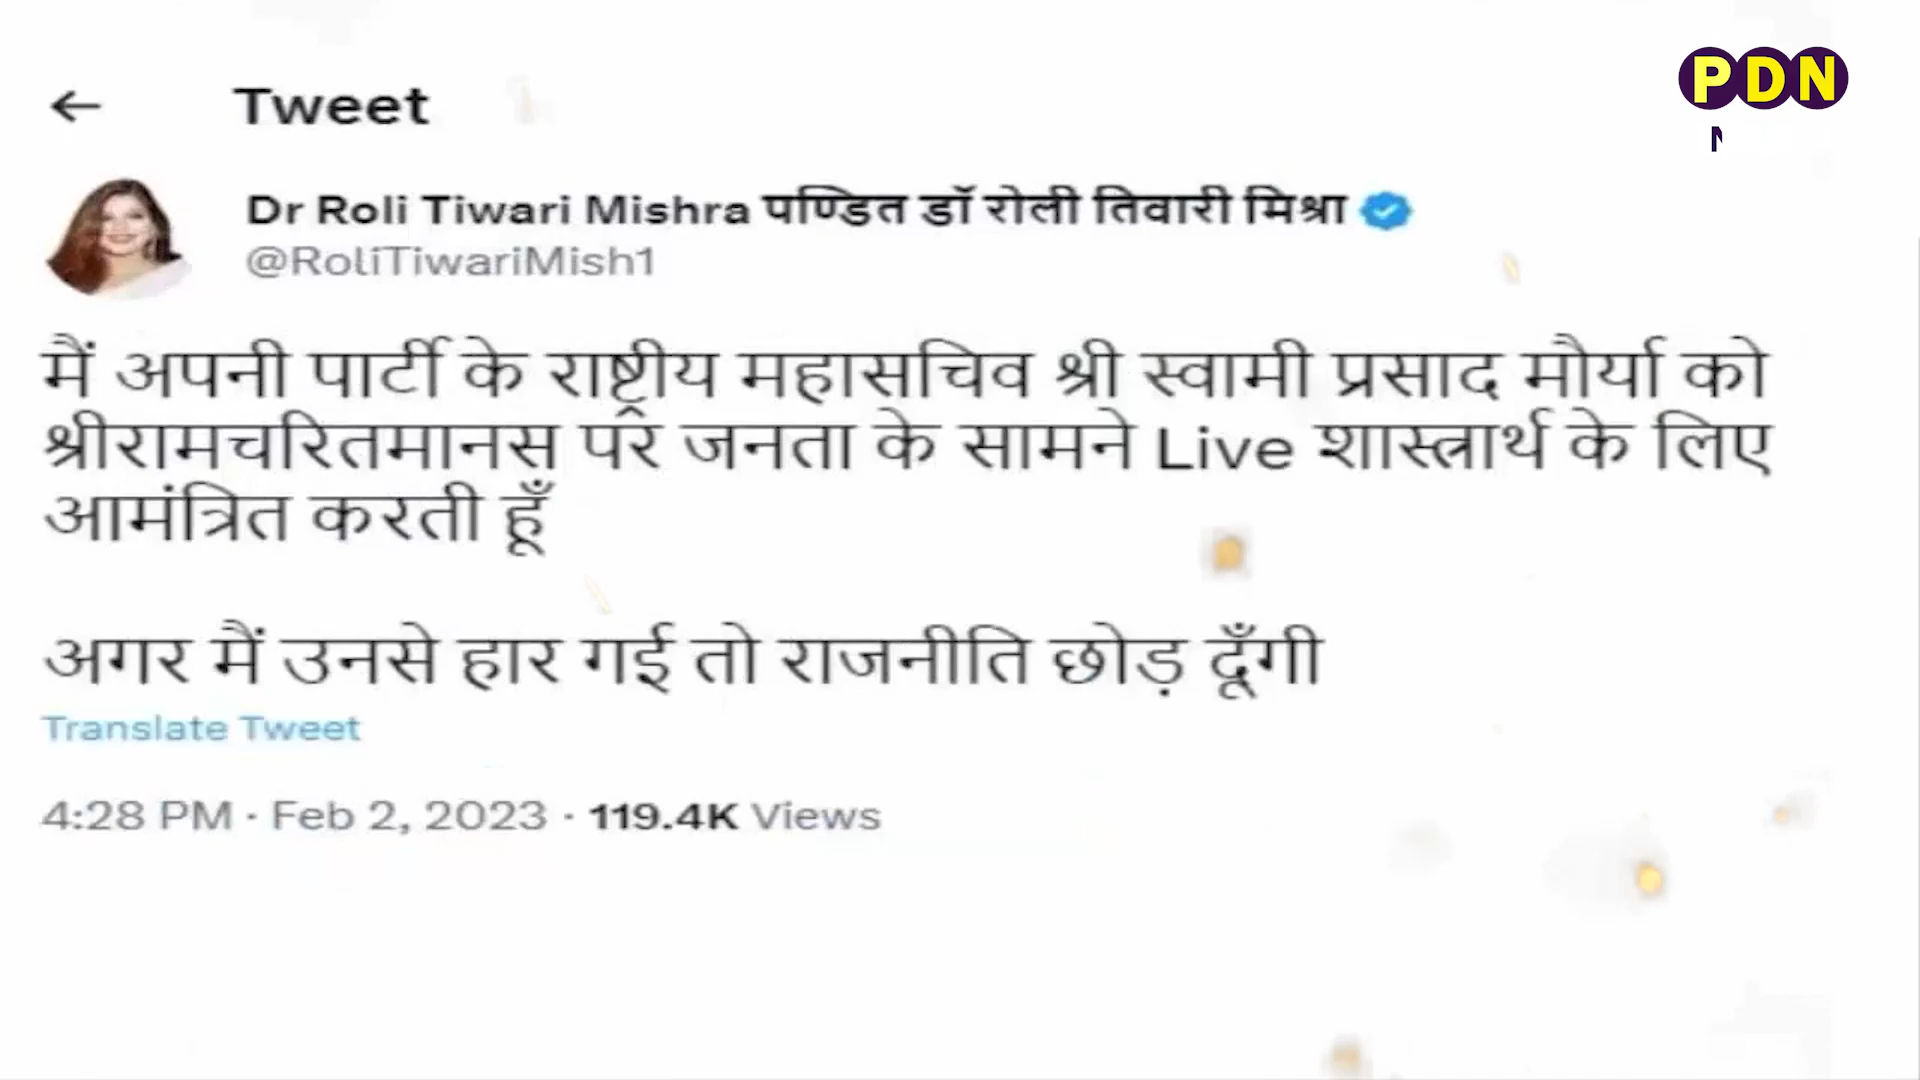 PDN
N
Tweet
Dr Roli Tiwari Mishra पण्डित डॉ रोली तिवारी मिश्रा
@RoliTiwariMish1
मैं अपनी पार्टी के राष्ट्रीय महासचिव श्री स्वामी प्रसाद मौर्या को
श्रीरामचरितमानस पर जनता के सामने Live शास्त्रार्थ के लिए
आमंत्रित करती हूँ
अगर मैं उनसे हार गई तो राजनीति छोड़ दूँगी
Translate Tweet
4:28 PM · Feb 2, 2023 · 119.4K Views